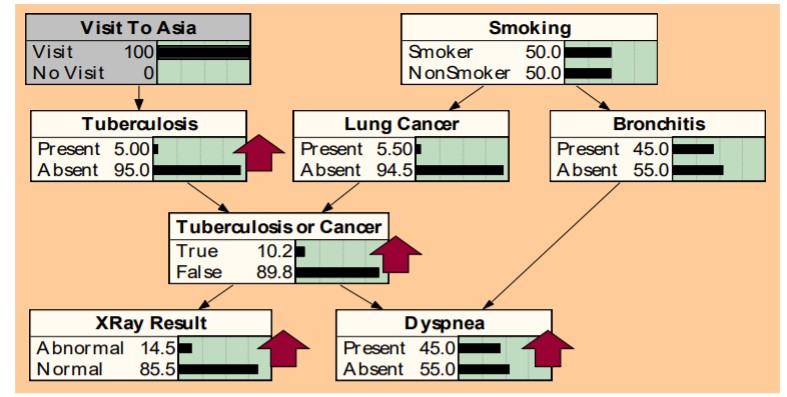 Visit To Asia
Visit 100
No Visit 0
Smoking
Smoker 50.0
NonSmoker 50.0
Tuberculosis
Present 5.00
Absent 95.0
Lung Cancer
Present 5.50
Absent 94.5
Bronchitis
Present 45.0
Absent 55.0
Tuberculosis or Cancer
True 10.2
False 89.8
XRay Result
Abnormal 14.5
Normal 85.5
Dyspnea
Present 45.0
Absent 55.0